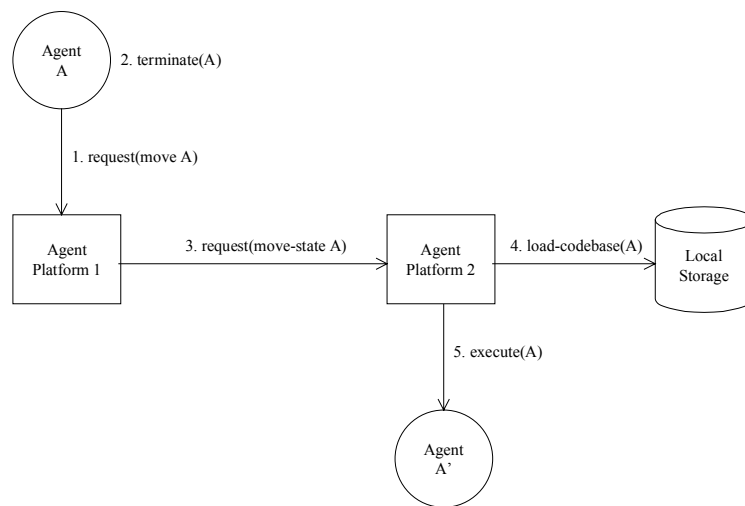 Agent
A
2. terminate(A)
1. request(move A)
Agent
Platform 1
3. request(move-state A)
Agent
Platform 2
4. load-codebase(A)
Local
Storage
5. execute(A)
Agent
A’